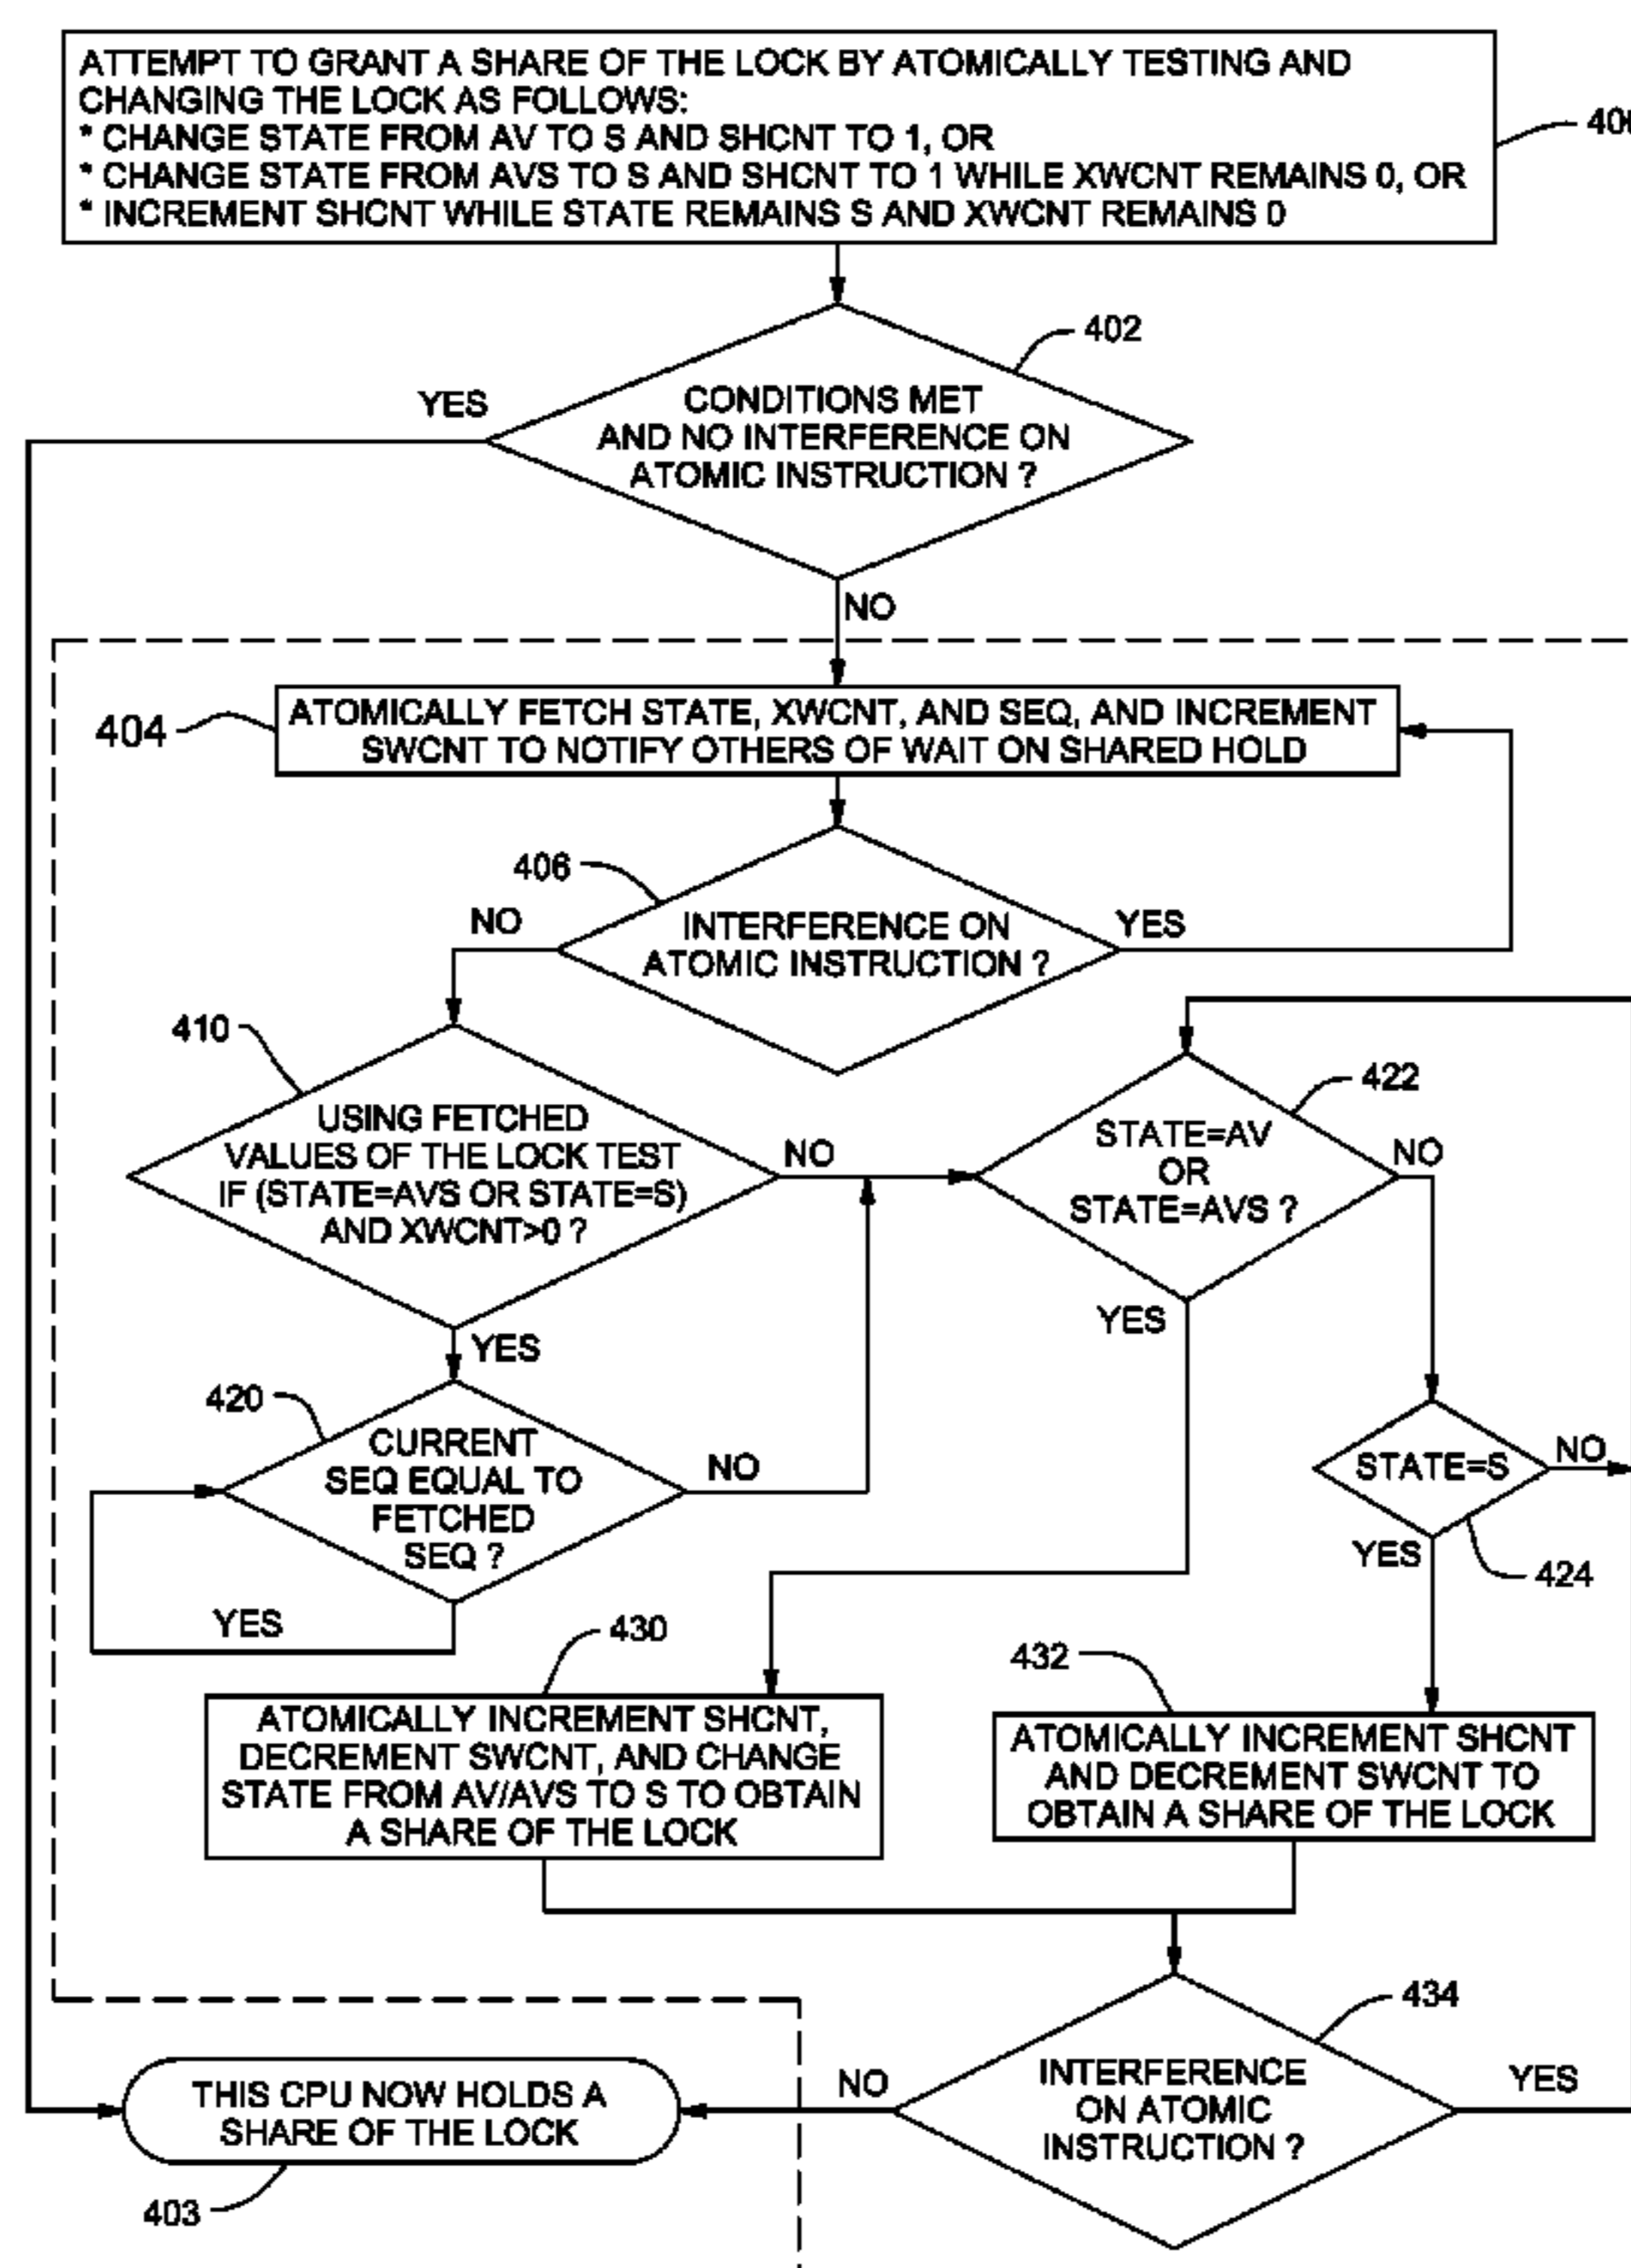 ATTEMPT TO GRANT A SHARE OF THE LOCK BY ATOMICALLY TESTING AND
CHANGING THE LOCK AS FOLLOWS:
* CHANGE STATE FROM AV TO S AND SHCNT TO 1, OR
* CHANGE STATE FROM AVS TO S AND SHCNT TO 1 WHILE XWCNT REMAINS 0, OR
* INCREMENT SHCNT WHILE STATE REMAINS S AND XWCNT REMAINS 0
402
YES
CONDITIONS MET
AND NO INTERFERENCE ON
ATOMIC INSTRUCTION ?
NO
404
ATOMICALLY FETCH STATE, XWCNT, AND SEQ, AND INCREMENT
SWCNT TO NOTIFY OTHERS OF WAIT ON SHARED HOLD
406
NO
INTERFERENCE ON
ATOMIC INSTRUCTION ?
YES
410
USING FETCHED
VALUES OF THE LOCK TEST
IF (STATE=AVS OR STATE=S)
AND XWCNT>0 ?
NO
YES
422
STATE=AV
OR
STATE=AVS ?
NO
YES
420
CURRENT
SEQ EQUAL TO
FETCHED
SEQ ?
NO
YES
STATE=S
NO
YES
424
430
ATOMICALLY INCREMENT SHCNT,
DECREMENT SWCNT, AND CHANGE
STATE FROM AV/AVS TO S TO OBTAIN
A SHARE OF THE LOCK
432
ATOMICALLY INCREMENT SHCNT
AND DECREMENT SWCNT TO
OBTAIN A SHARE OF THE LOCK
434
INTERFERENCE
ON ATOMIC
INSTRUCTION ?
NO
YES
THIS CPU NOW HOLDS A
SHARE OF THE LOCK
403